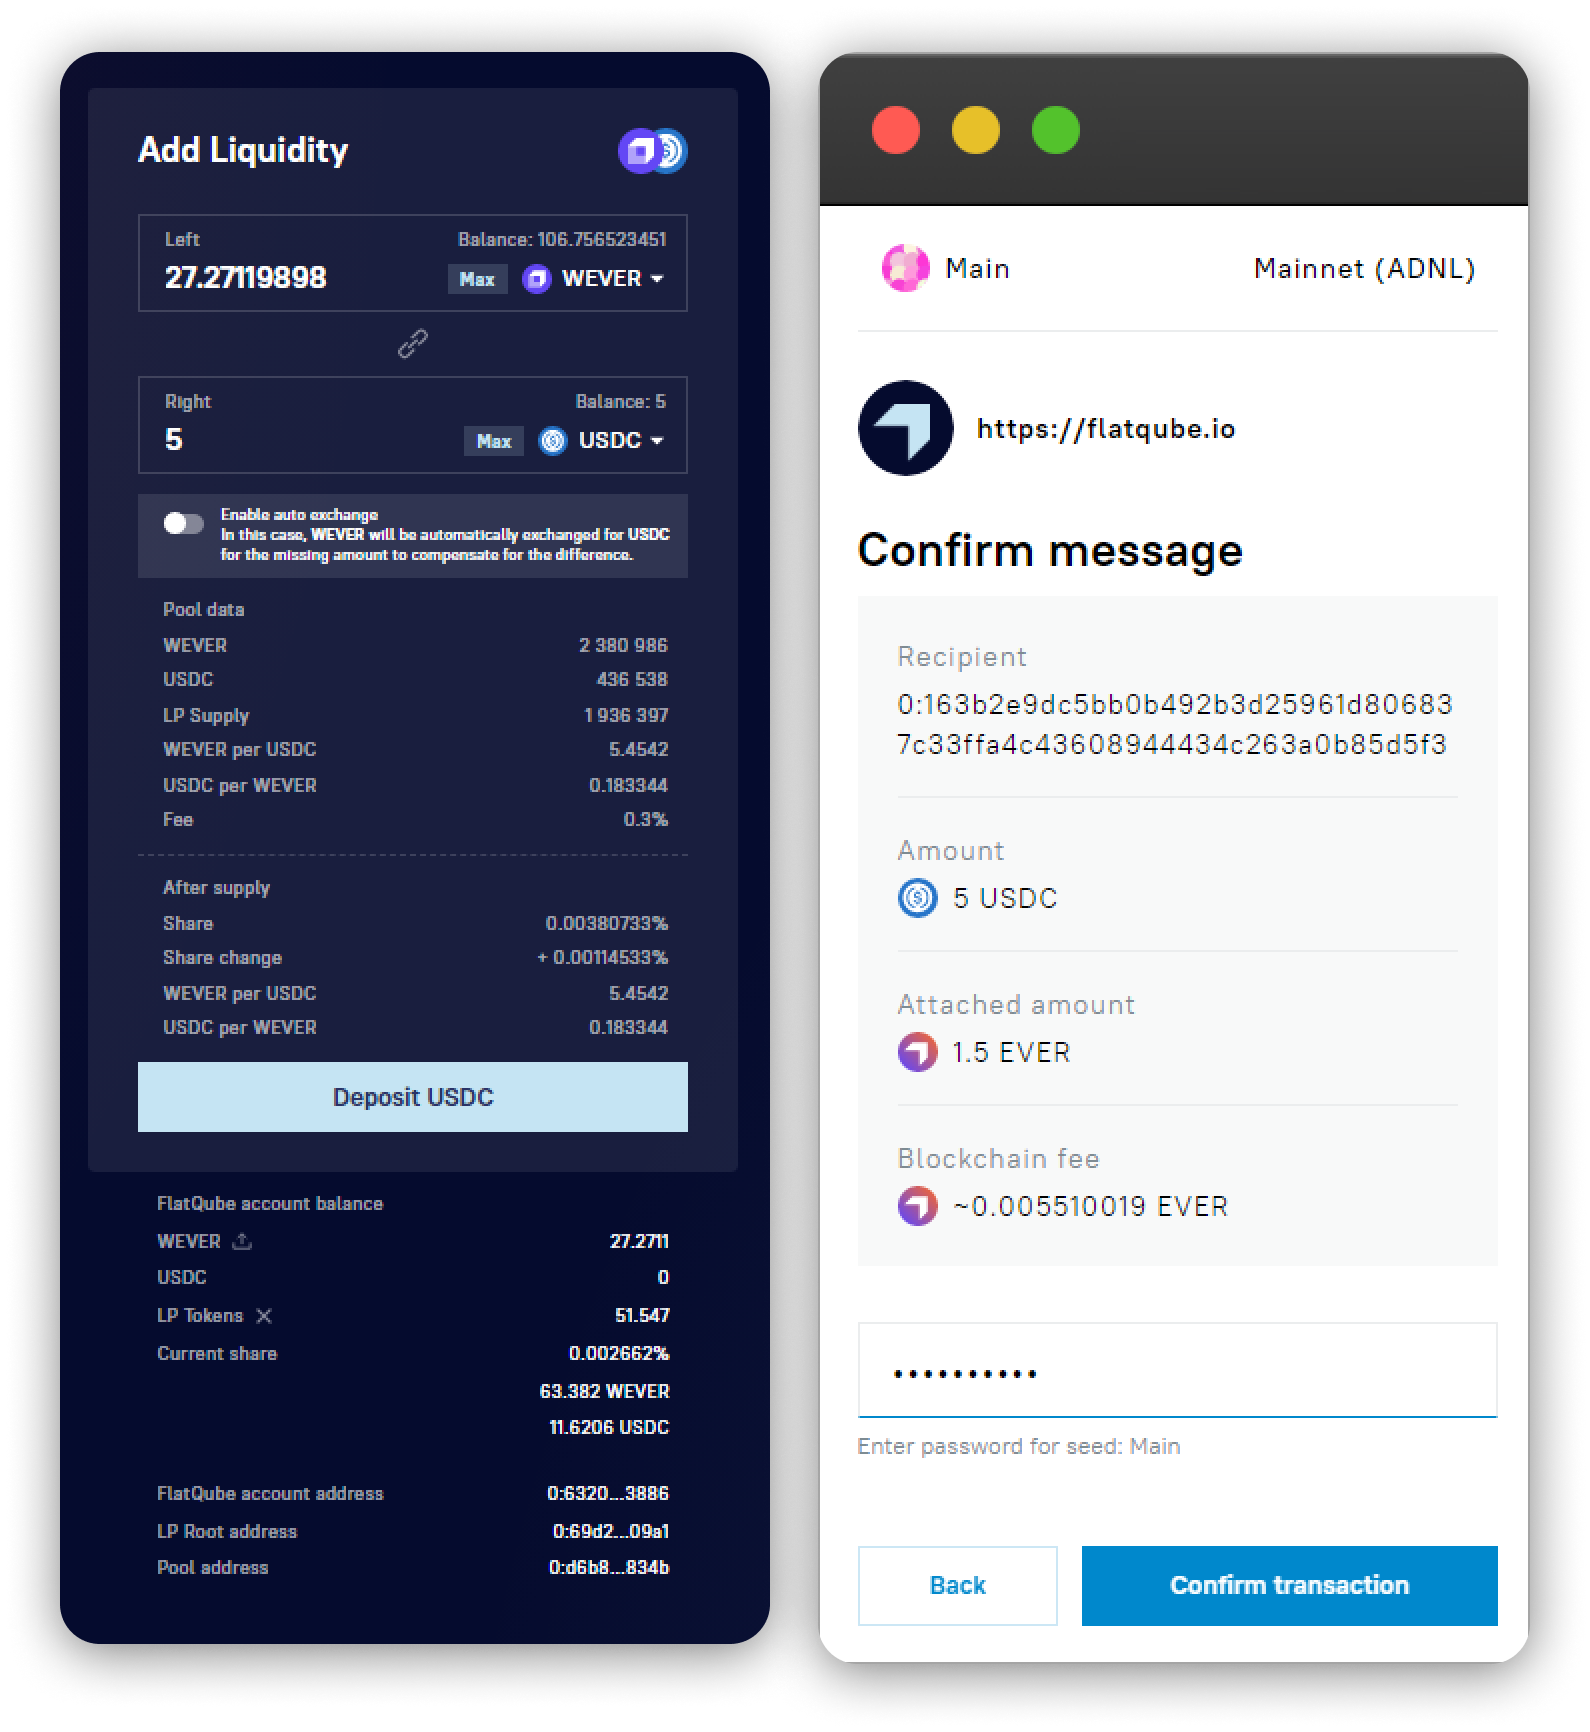 Add Liquidity
Left Balance: 106.756523451
27.27119898 Max WEVER
Right Balance: 5
5 Max USDC
Enable auto exchange
In this case, WEVER will be automatically exchanged for USDC
for the missing amount to compensate for the difference.
Pool data
WEVER 2 380 986
USDC 436 538
LP Supply 1 936 397
WEVER per USDC 5.4542
USDC per WEVER 0.183344
Fee 0.3%
After supply
Share 0.00380733%
Share change + 0.00114533%
WEVER per USDC 5.4542
USDC per WEVER 0.183344
Deposit USDC
FlatQube account balance
WEVER 27.2711
USDC 0
LP Tokens 51.547
Current share 0.002662%
63.382 WEVER
11.6206 USDC
FlatQube account address 0:6320...3886
LP Root address 0:69d2...09a1
Pool address 0:d6b8...834b
Main Mainnet (ADNL)
https://flatqube.io
Confirm message
Recipient
0:163b2e9dc5bb0b492b3d25961d80683
7c33ffa4c43608944434c263a0b85d5f3
Amount
5 USDC
Attached amount
1.5 EVER
Blockchain fee
~0.005510019 EVER
••••••••••
Enter password for seed: Main
Back Confirm transaction